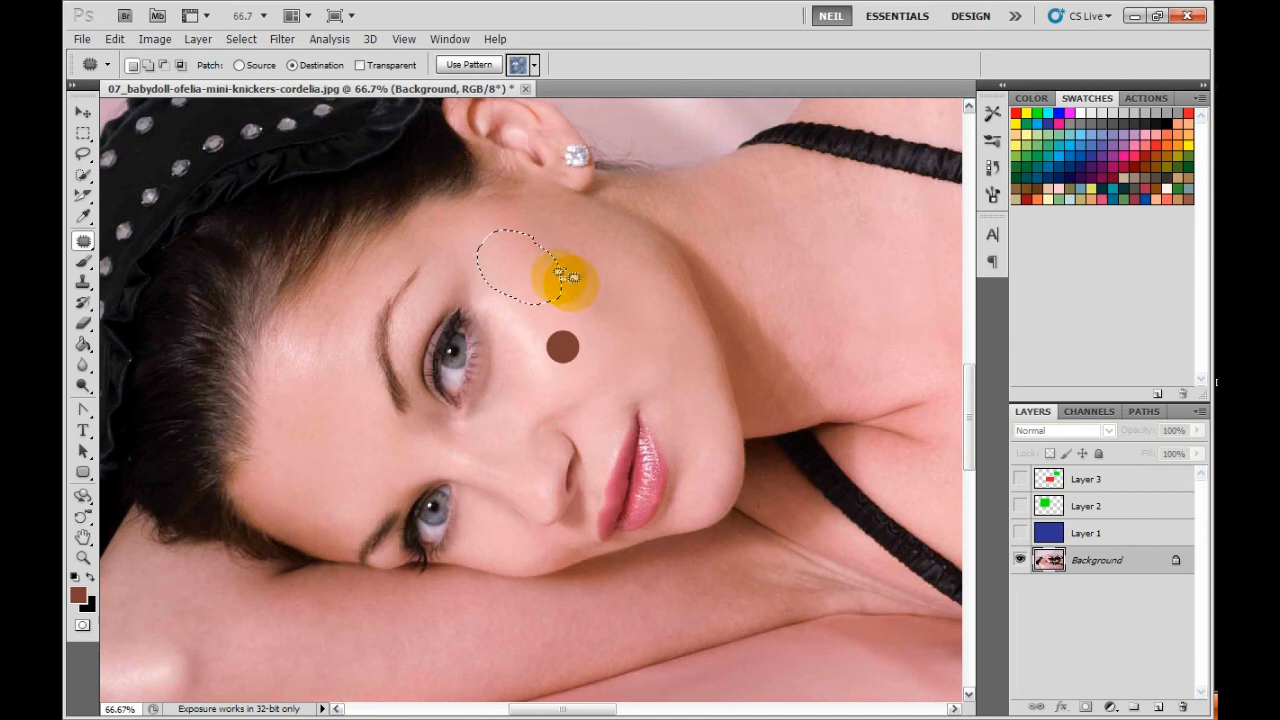 Ps Br Mb 66.7 NEIL ESSENTIALS DESIGN CS Live
File Edit Image Layer Select Filter Analysis 3D View Window Help
Patch: Source Destination Transparent Use Pattern
07_babydoll-ofelia-mini-knickers-cordelia.jpg @ 66.7% (Background, RGB/8*) *
COLOR SWATCHES ACTIONS
LAYERS CHANNELS PATHS
Normal Opacity: 100%
Lock: Fill: 100%
Layer 3
Layer 2
Layer 1
Background
66.67% Exposure works in 32-bit only